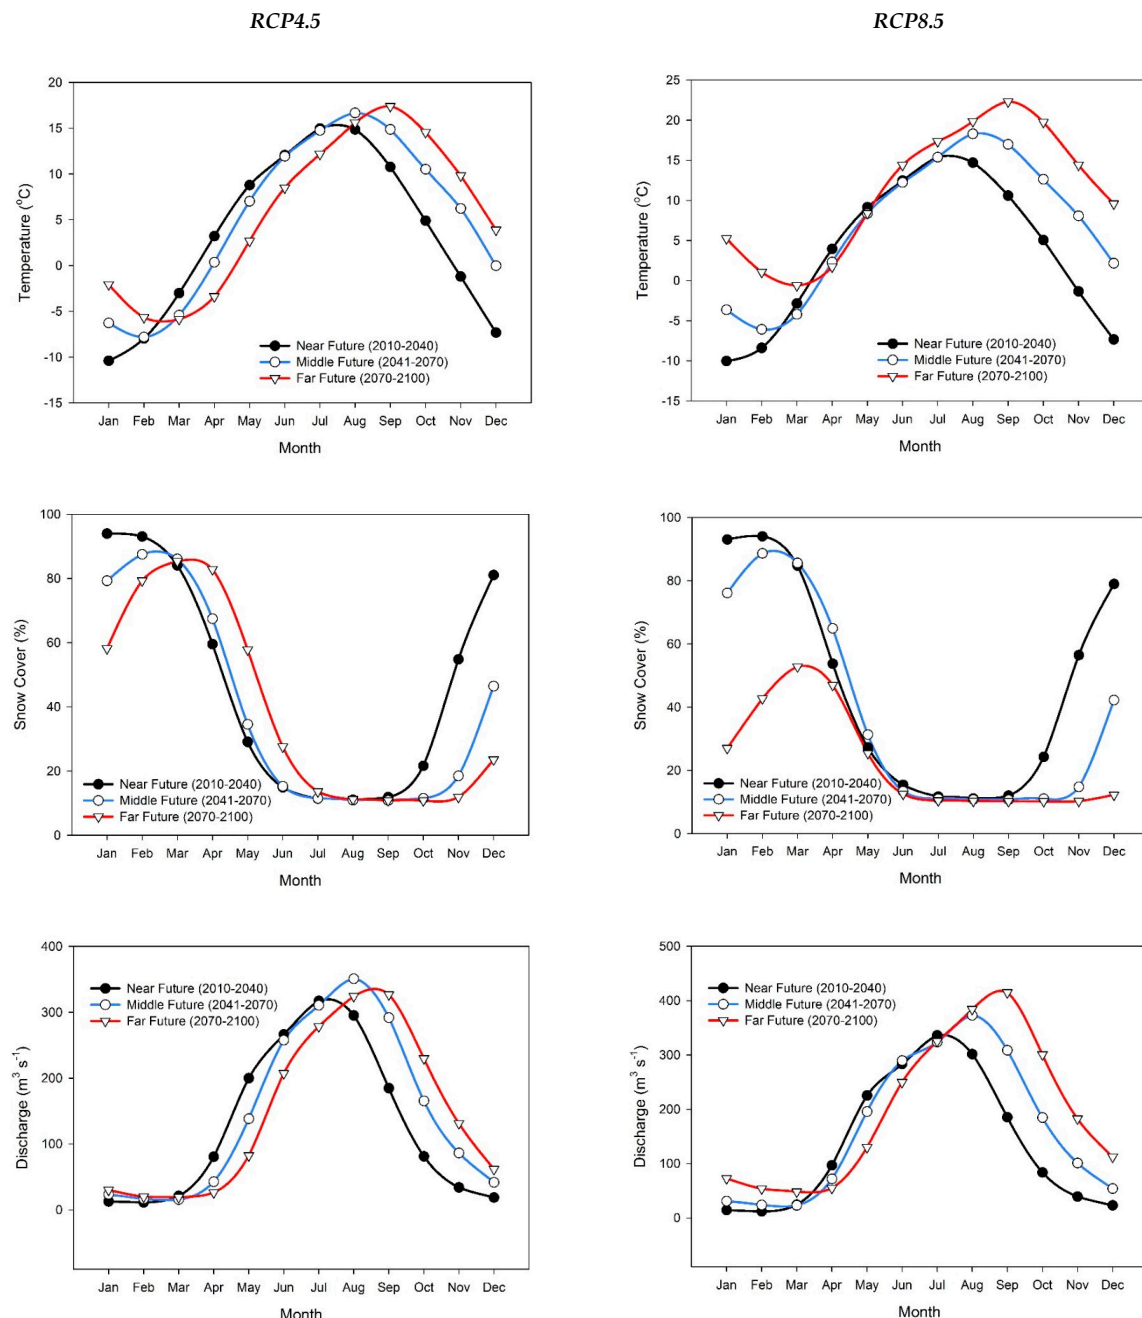 RCP4.5
RCP8.5
Temperature (°C)
20
15
10
5
0
-5
-10
-15
Near Future (2010-2040)
Middle Future (2041-2070)
Far Future (2070-2100)
Jan Feb Mar Apr May Jun Jul Aug Sep Oct Nov Dec
Month
Temperature (°C)
25
20
15
10
5
0
-5
-10
-15
Near Future (2010-2040)
Middle Future (2041-2070)
Far Future (2070-2100)
Jan Feb Mar Apr May Jun Jul Aug Sep Oct Nov Dec
Month
Snow Cover (%)
100
80
60
40
20
0
Near Future (2010-2040)
Middle Future (2041-2070)
Far Future (2070-2100)
Jan Feb Mar Apr May Jun Jul Aug Sep Oct Nov Dec
Month
Snow Cover (%)
100
80
60
40
20
0
Near Future (2010-2040)
Middle Future (2041-2070)
Far Future (2070-2100)
Jan Feb Mar Apr May Jun Jul Aug Sep Oct Nov Dec
Month
Discharge (m³ s⁻¹)
400
300
200
100
0
Near Future (2010-2040)
Middle Future (2041-2070)
Far Future (2070-2100)
Jan Feb Mar Apr May Jun Jul Aug Sep Oct Nov Dec
Month
Discharge (m³ s⁻¹)
500
400
300
200
100
0
Near Future (2010-2040)
Middle Future (2041-2070)
Far Future (2070-2100)
Jan Feb Mar Apr May Jun Jul Aug Sep Oct Nov Dec
Month